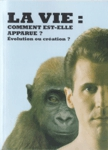 LA VIE :
COMMENT EST-ELLE
APPARUE ?
Évolution ou création ?